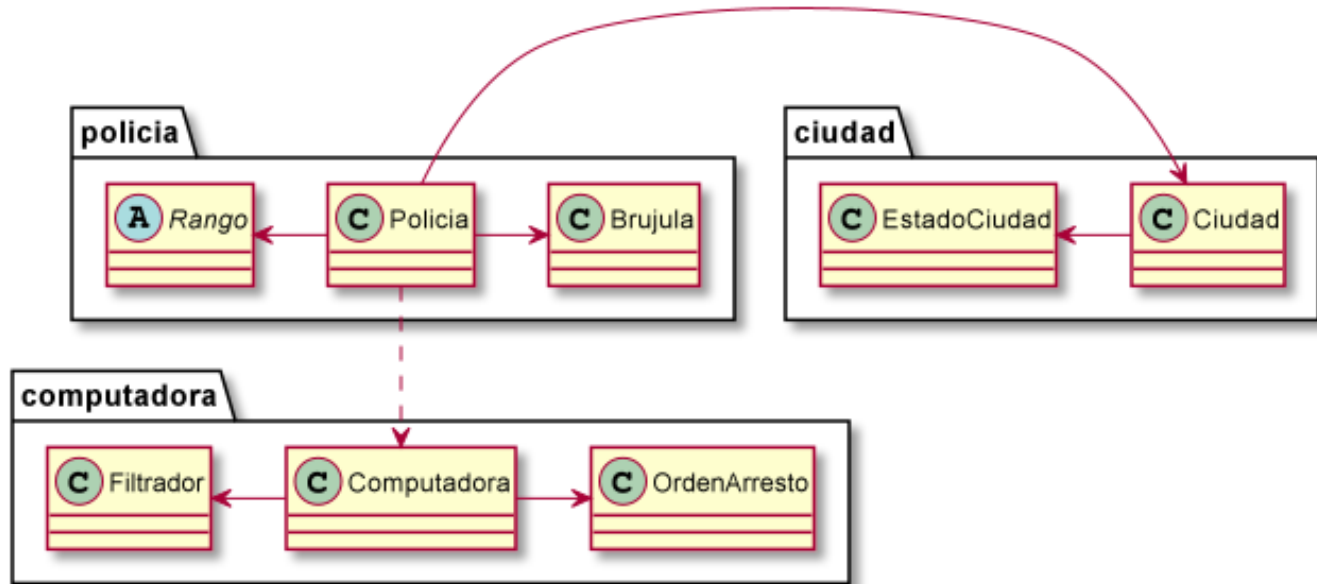 policia
A Rango
C Policia
C Brujula
ciudad
C EstadoCiudad
C Ciudad
computadora
C Filtrador
C Computadora
C OrdenArresto